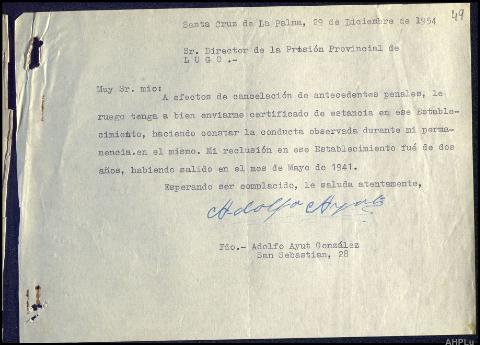 49
Santa Cruz de La Palma, 29 de Diciembre de 1954
Sr. Director de la Prisión Provincial de
L U G O .-
Muy Sr. mio:
A efectos de cancelación de antecedentes penales, le
ruego tenga a bien enviarme certificado de estancia en ese Estable-
cimiento, haciendo constar la conducta observada durante mi perma-
nencia.en el mismo. Mi reclusión en ese Establecimiento fué de dos
años, habiendo salido en el mes de Mayo de 1941.
Esperando ser complacido, le saluda atentamente,
Adolfo Ayut
Fdo.- Adolfo Ayut González
San Sebastian, 28
AHPLu